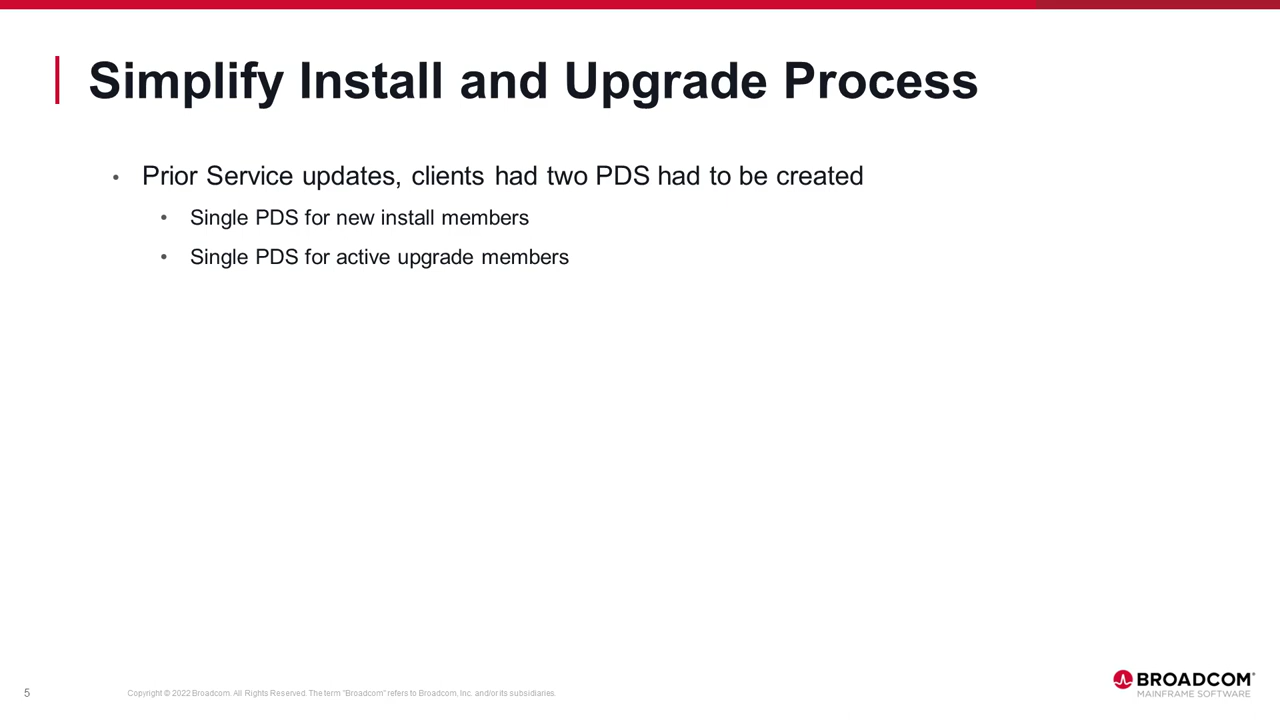 Simplify Install and Upgrade Process
• Prior Service updates, clients had two PDS had to be created
• Single PDS for new install members
• Single PDS for active upgrade members
5
Copyright © 2022 Broadcom. All Rights Reserved. The term "Broadcom" refers to Broadcom, Inc. and/or its subsidiaries.
BROADCOM®
MAINFRAME SOFTWARE